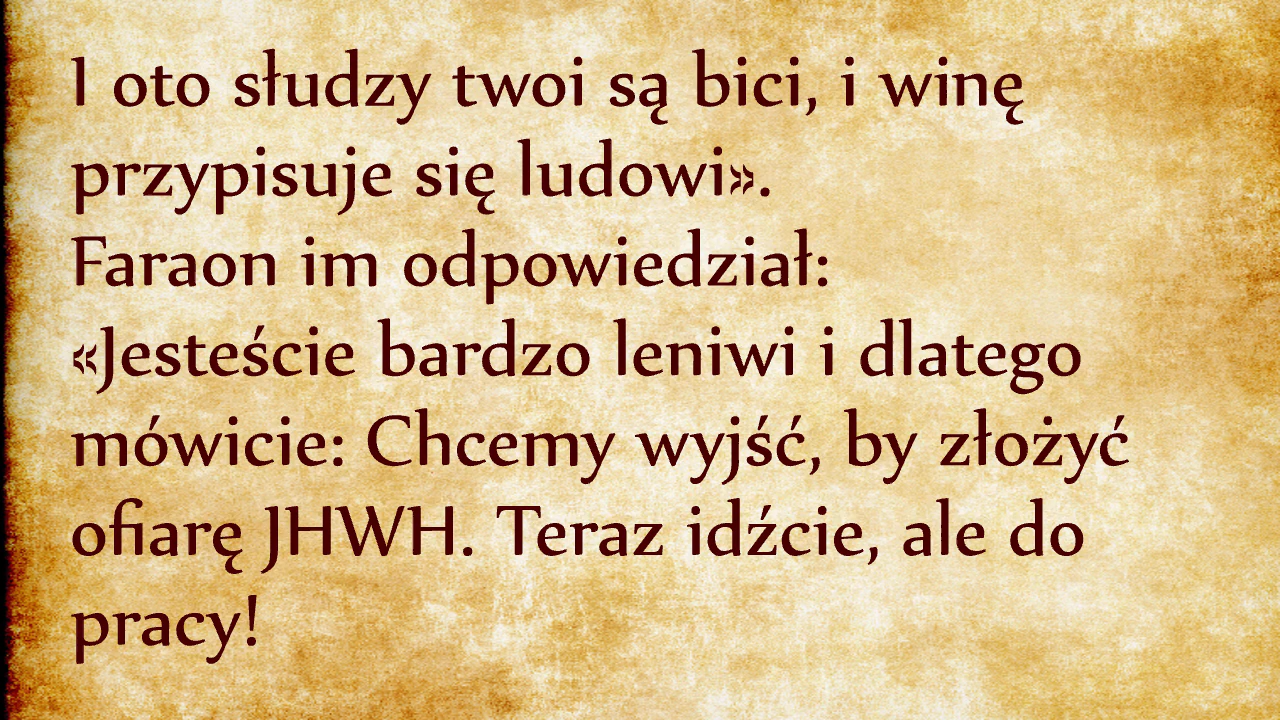 I oto słudzy twoi są bici, i winę
przypisuje się ludowi».
Faraon im odpowiedział:
«Jesteście bardzo leniwi i dlatego
mówicie: Chcemy wyjść, by złożyć
ofiarę JHWH. Teraz idźcie, ale do
pracy!